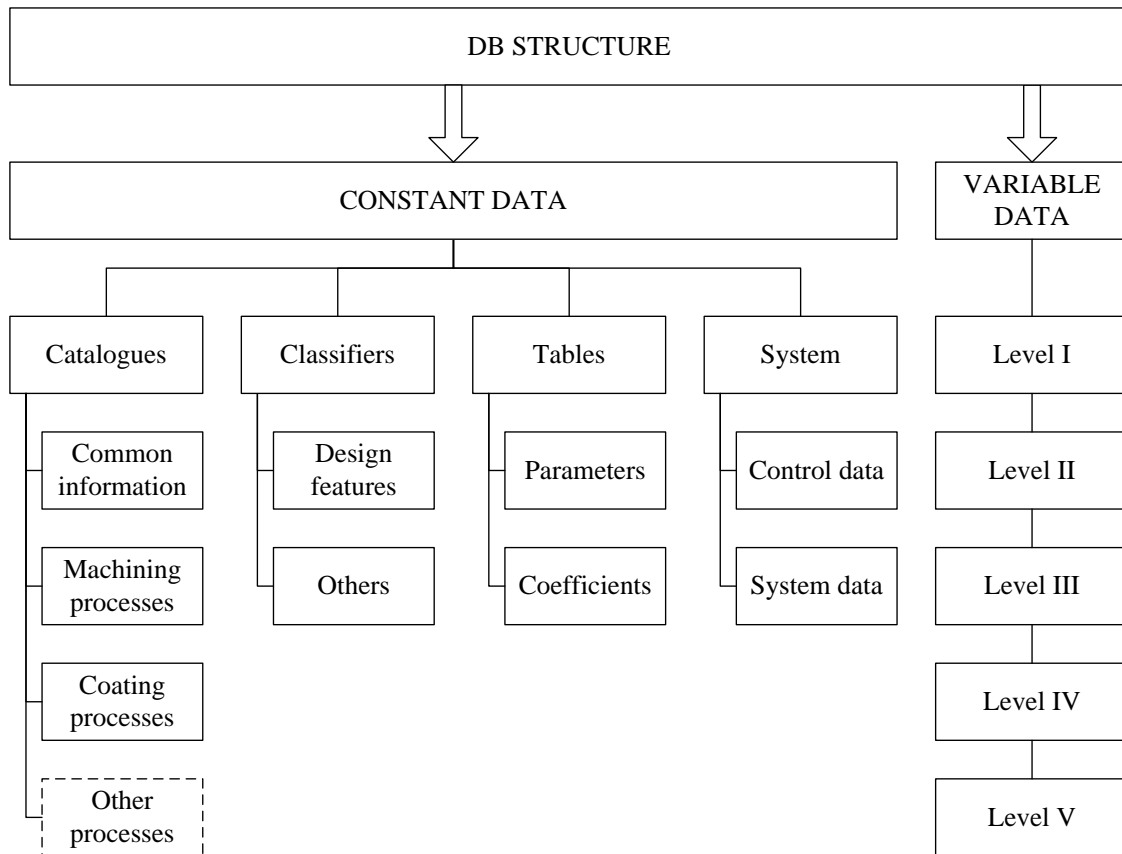 DB STRUCTURE
CONSTANT DATA
VARIABLE
DATA
Catalogues
Classifiers
Tables
System
Level I
Common
information
Design
features
Parameters
Control data
Level II
Machining
processes
Others
Coefficients
System data
Level III
Coating
processes
Level IV
Other
processes
Level V